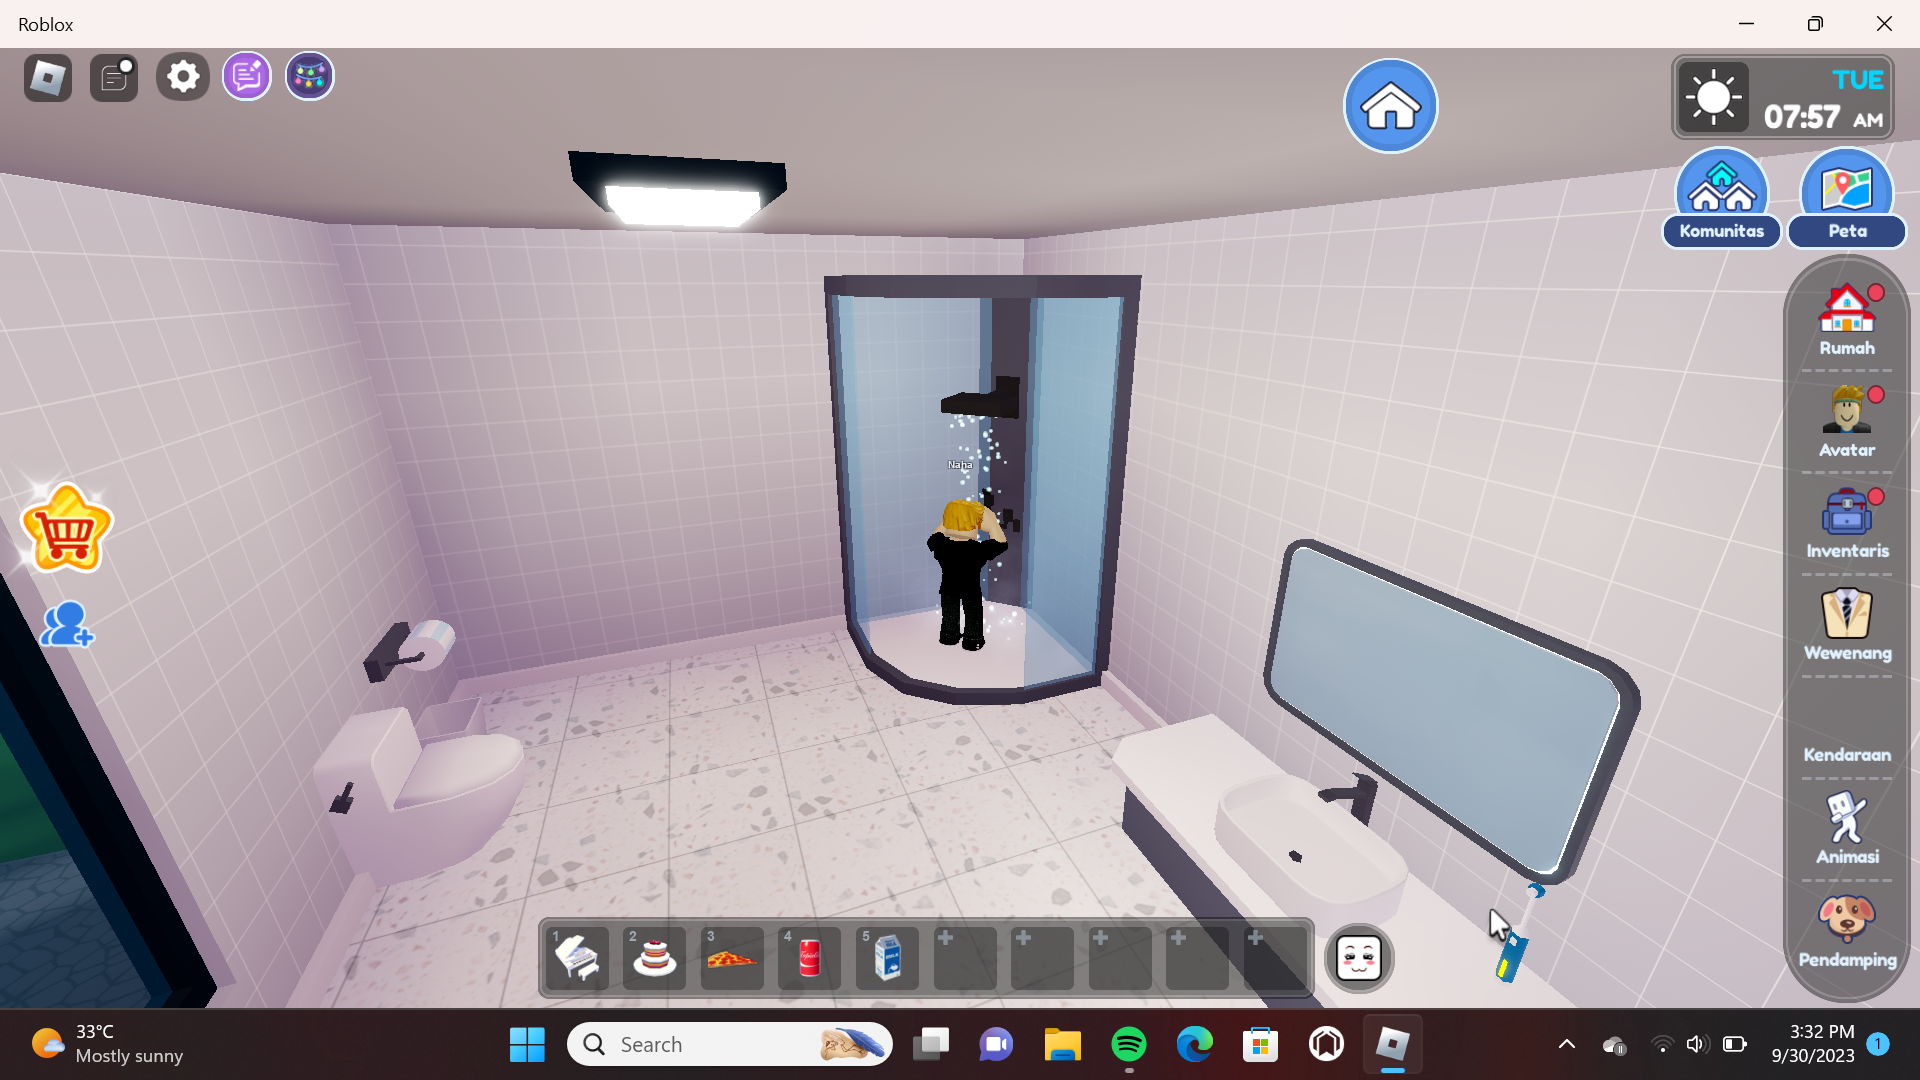 Roblox
TUE
07:57 AM
Komunitas
Peta
Rumah
Avatar
Inventaris
Wewenang
Kendaraan
Animasi
Pendamping
Naha
1
2
3
4
5
33°C
Mostly sunny
Search
3:32 PM
9/30/2023
1